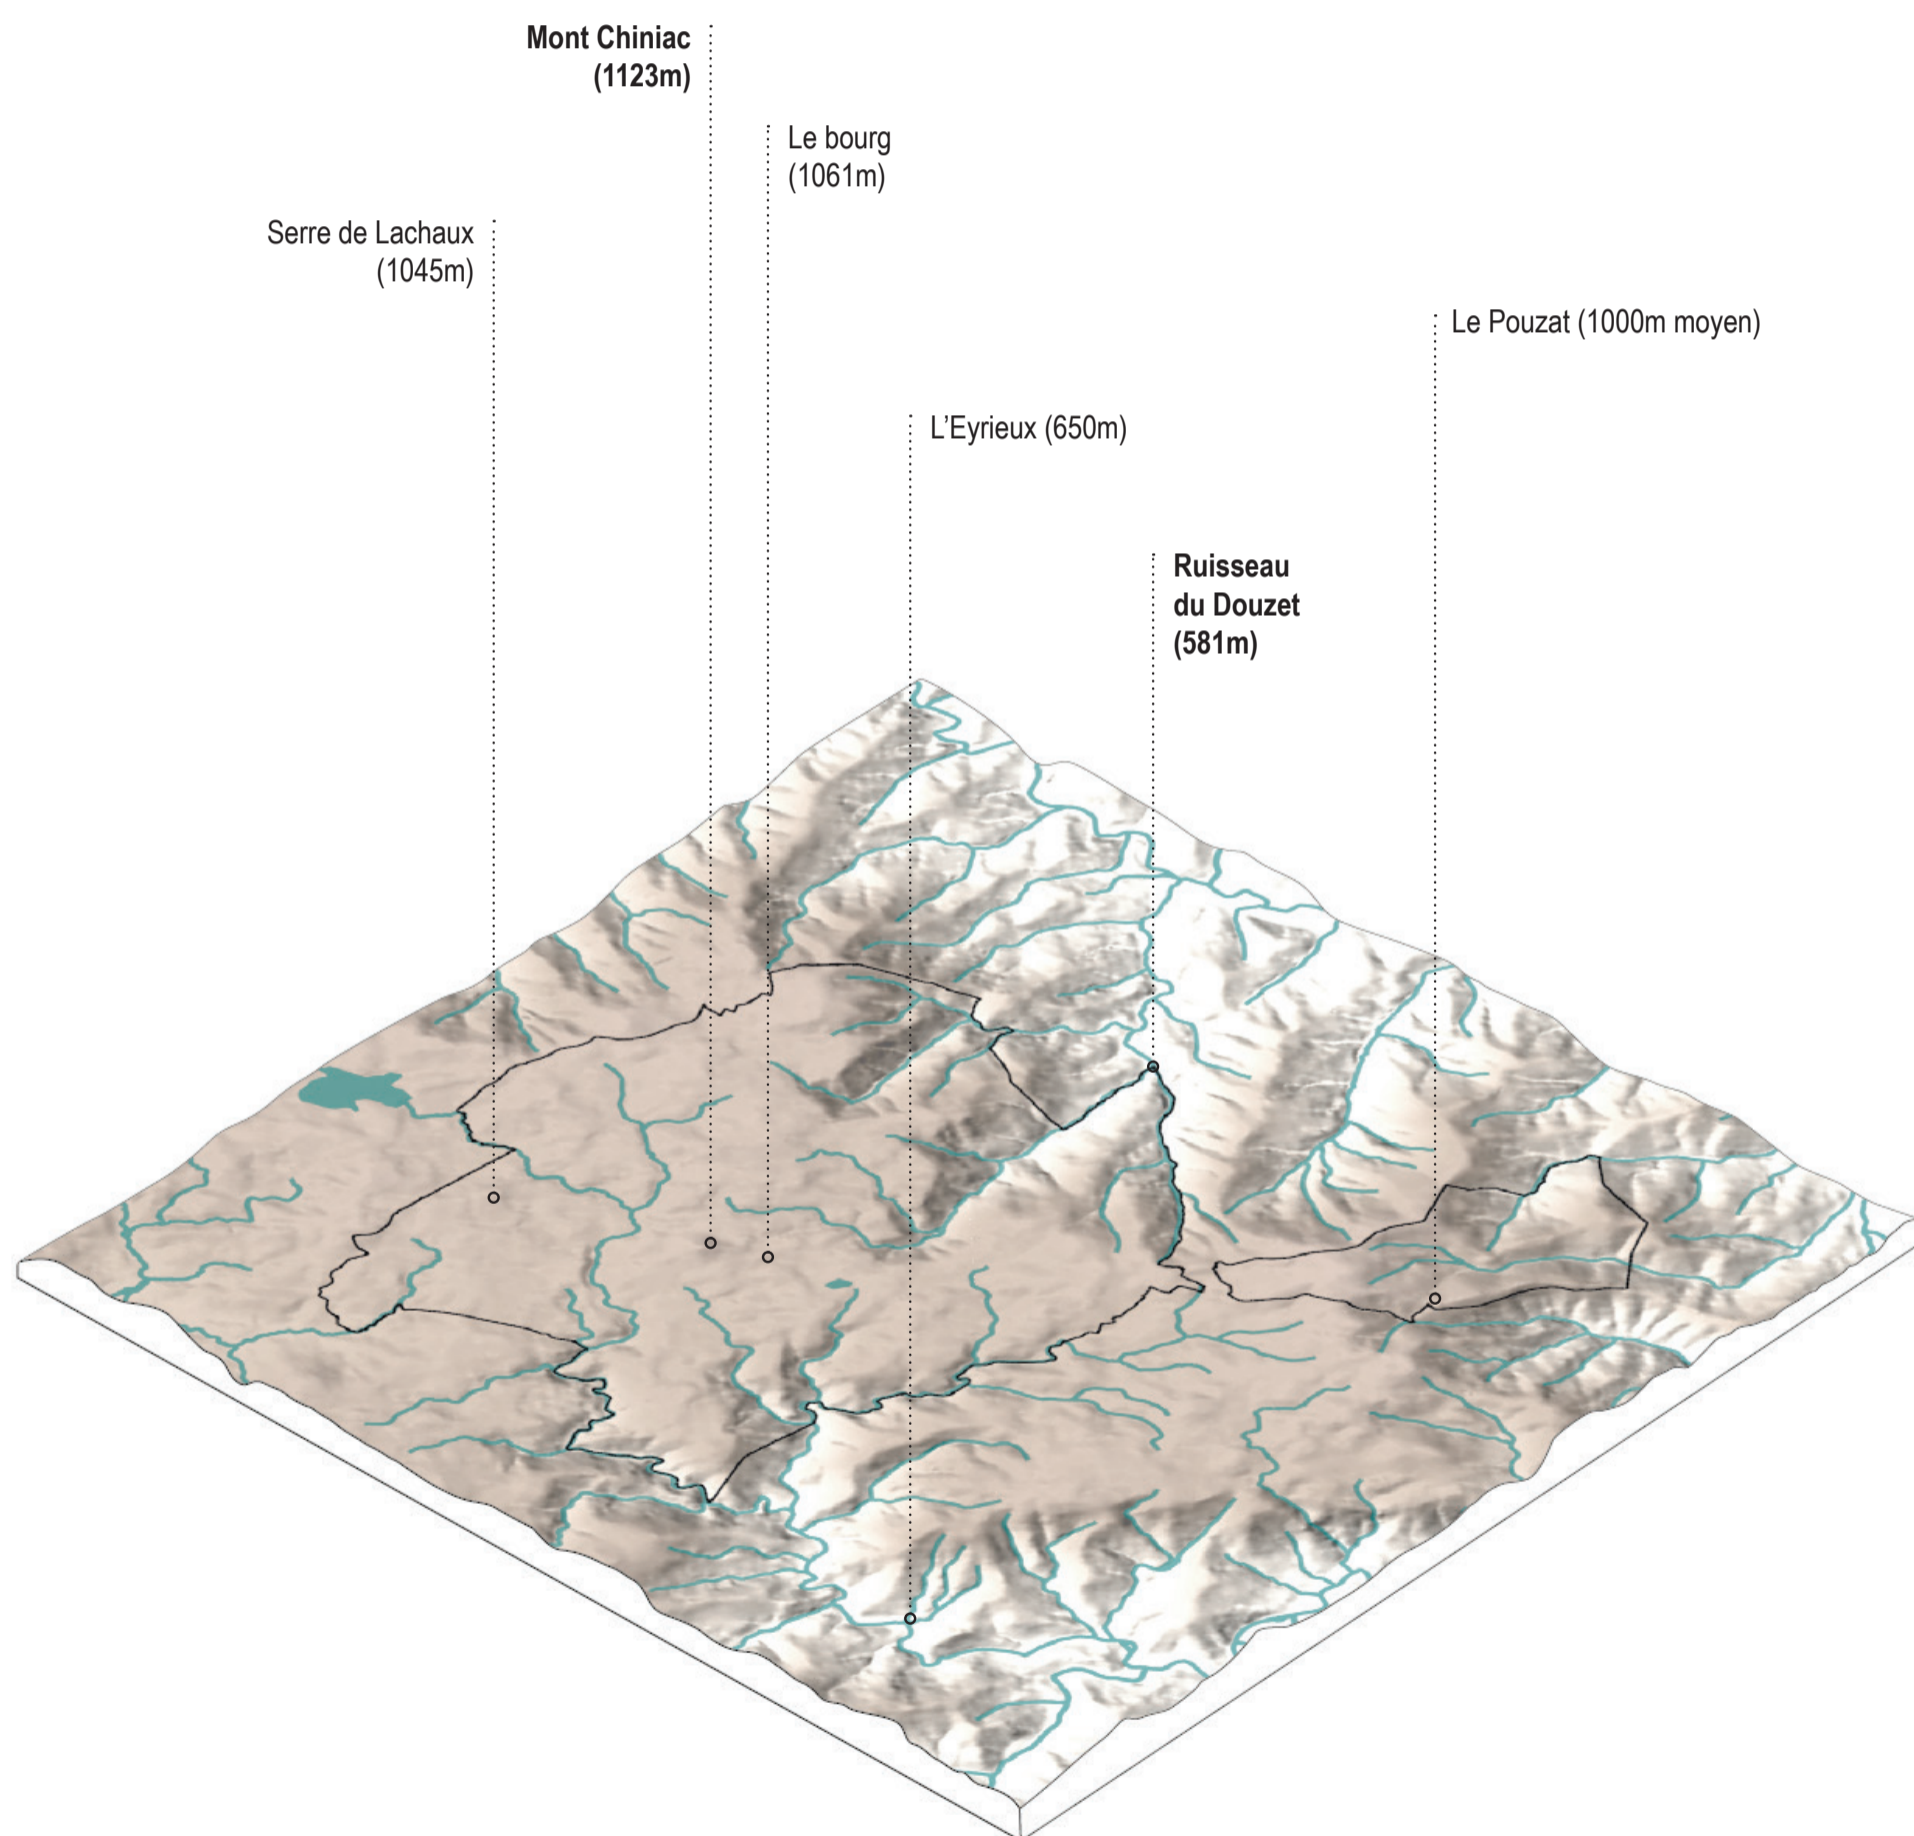 Mont Chiniac
(1123m)
Le bourg
(1061m)
Serre de Lachaux
(1045m)
Le Pouzat (1000m moyen)
L’Eyrieux (650m)
Ruisseau
du Douzet
(581m)